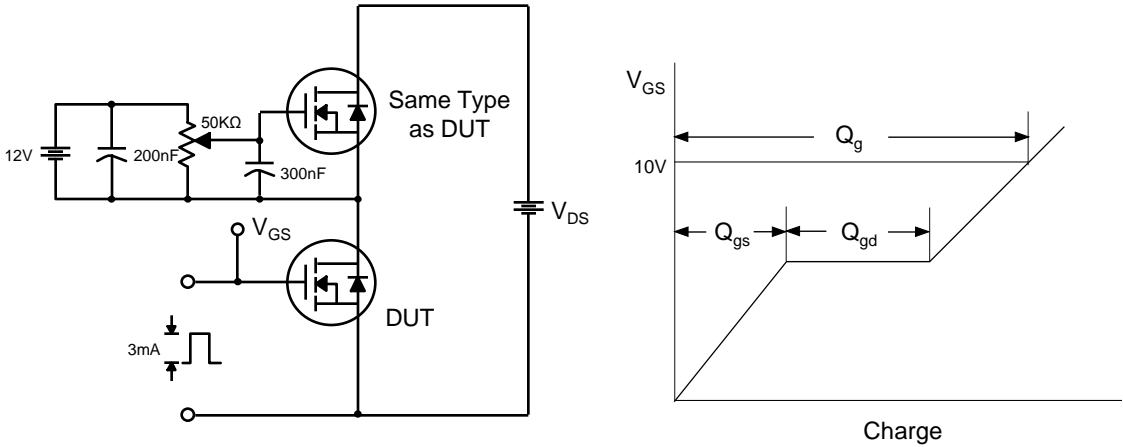 12V
200nF
50KΩ
300nF
Same Type
as DUT
V_DS
V_GS
DUT
3mA
V_GS
10V
Q_g
Q_gs
Q_gd
Charge